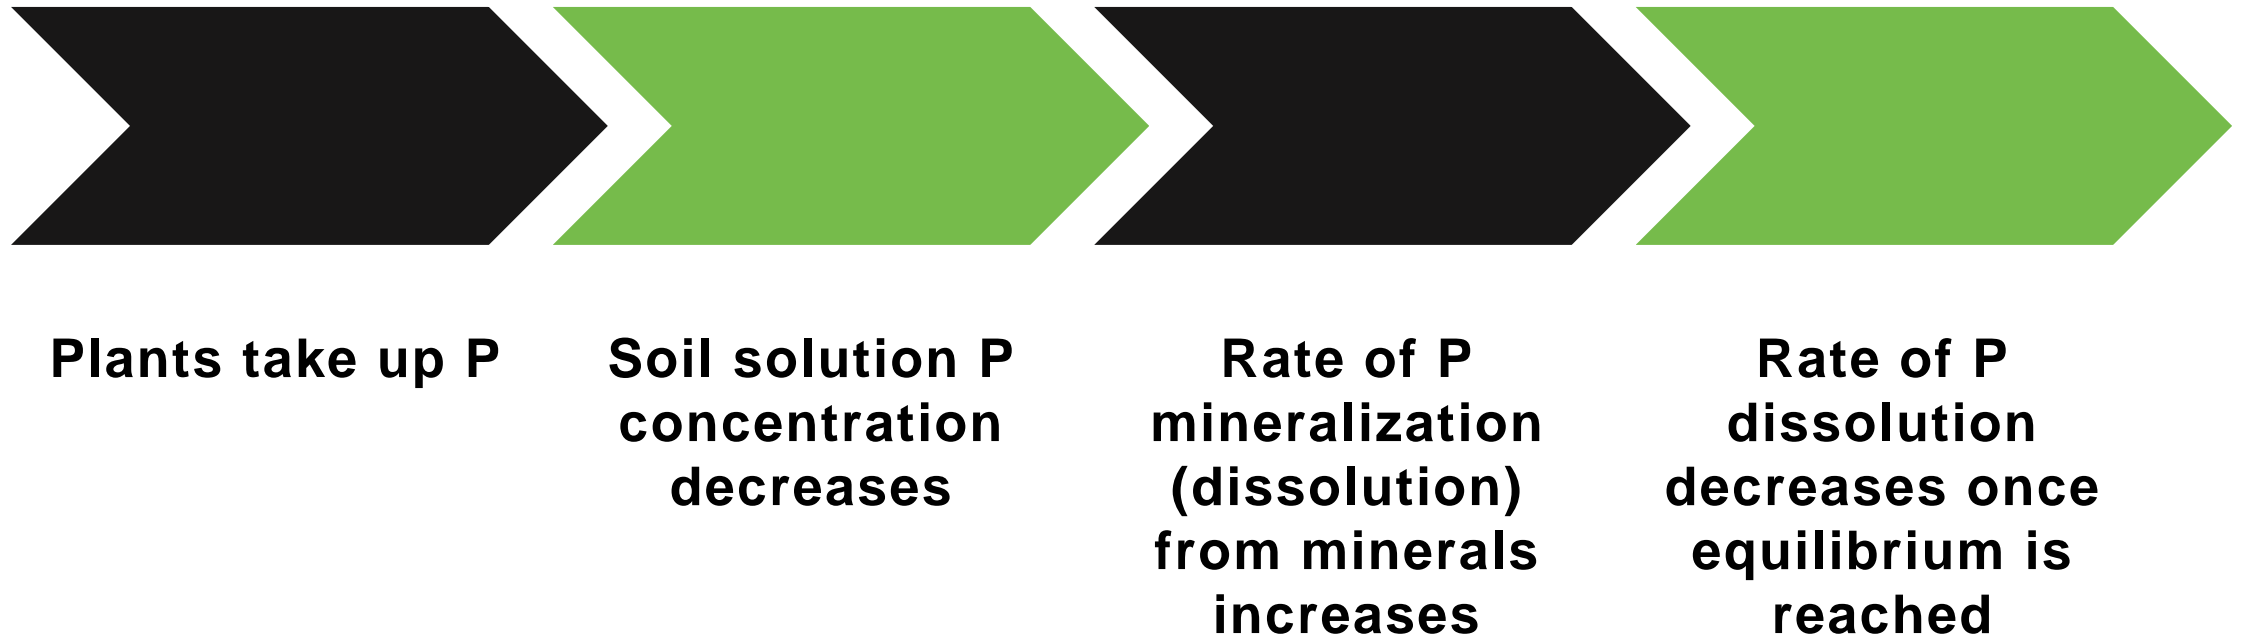 Plants take up P
Soil solution P
concentration
decreases
Rate of P
mineralization
(dissolution)
from minerals
increases
Rate of P
dissolution
decreases once
equilibrium is
reached